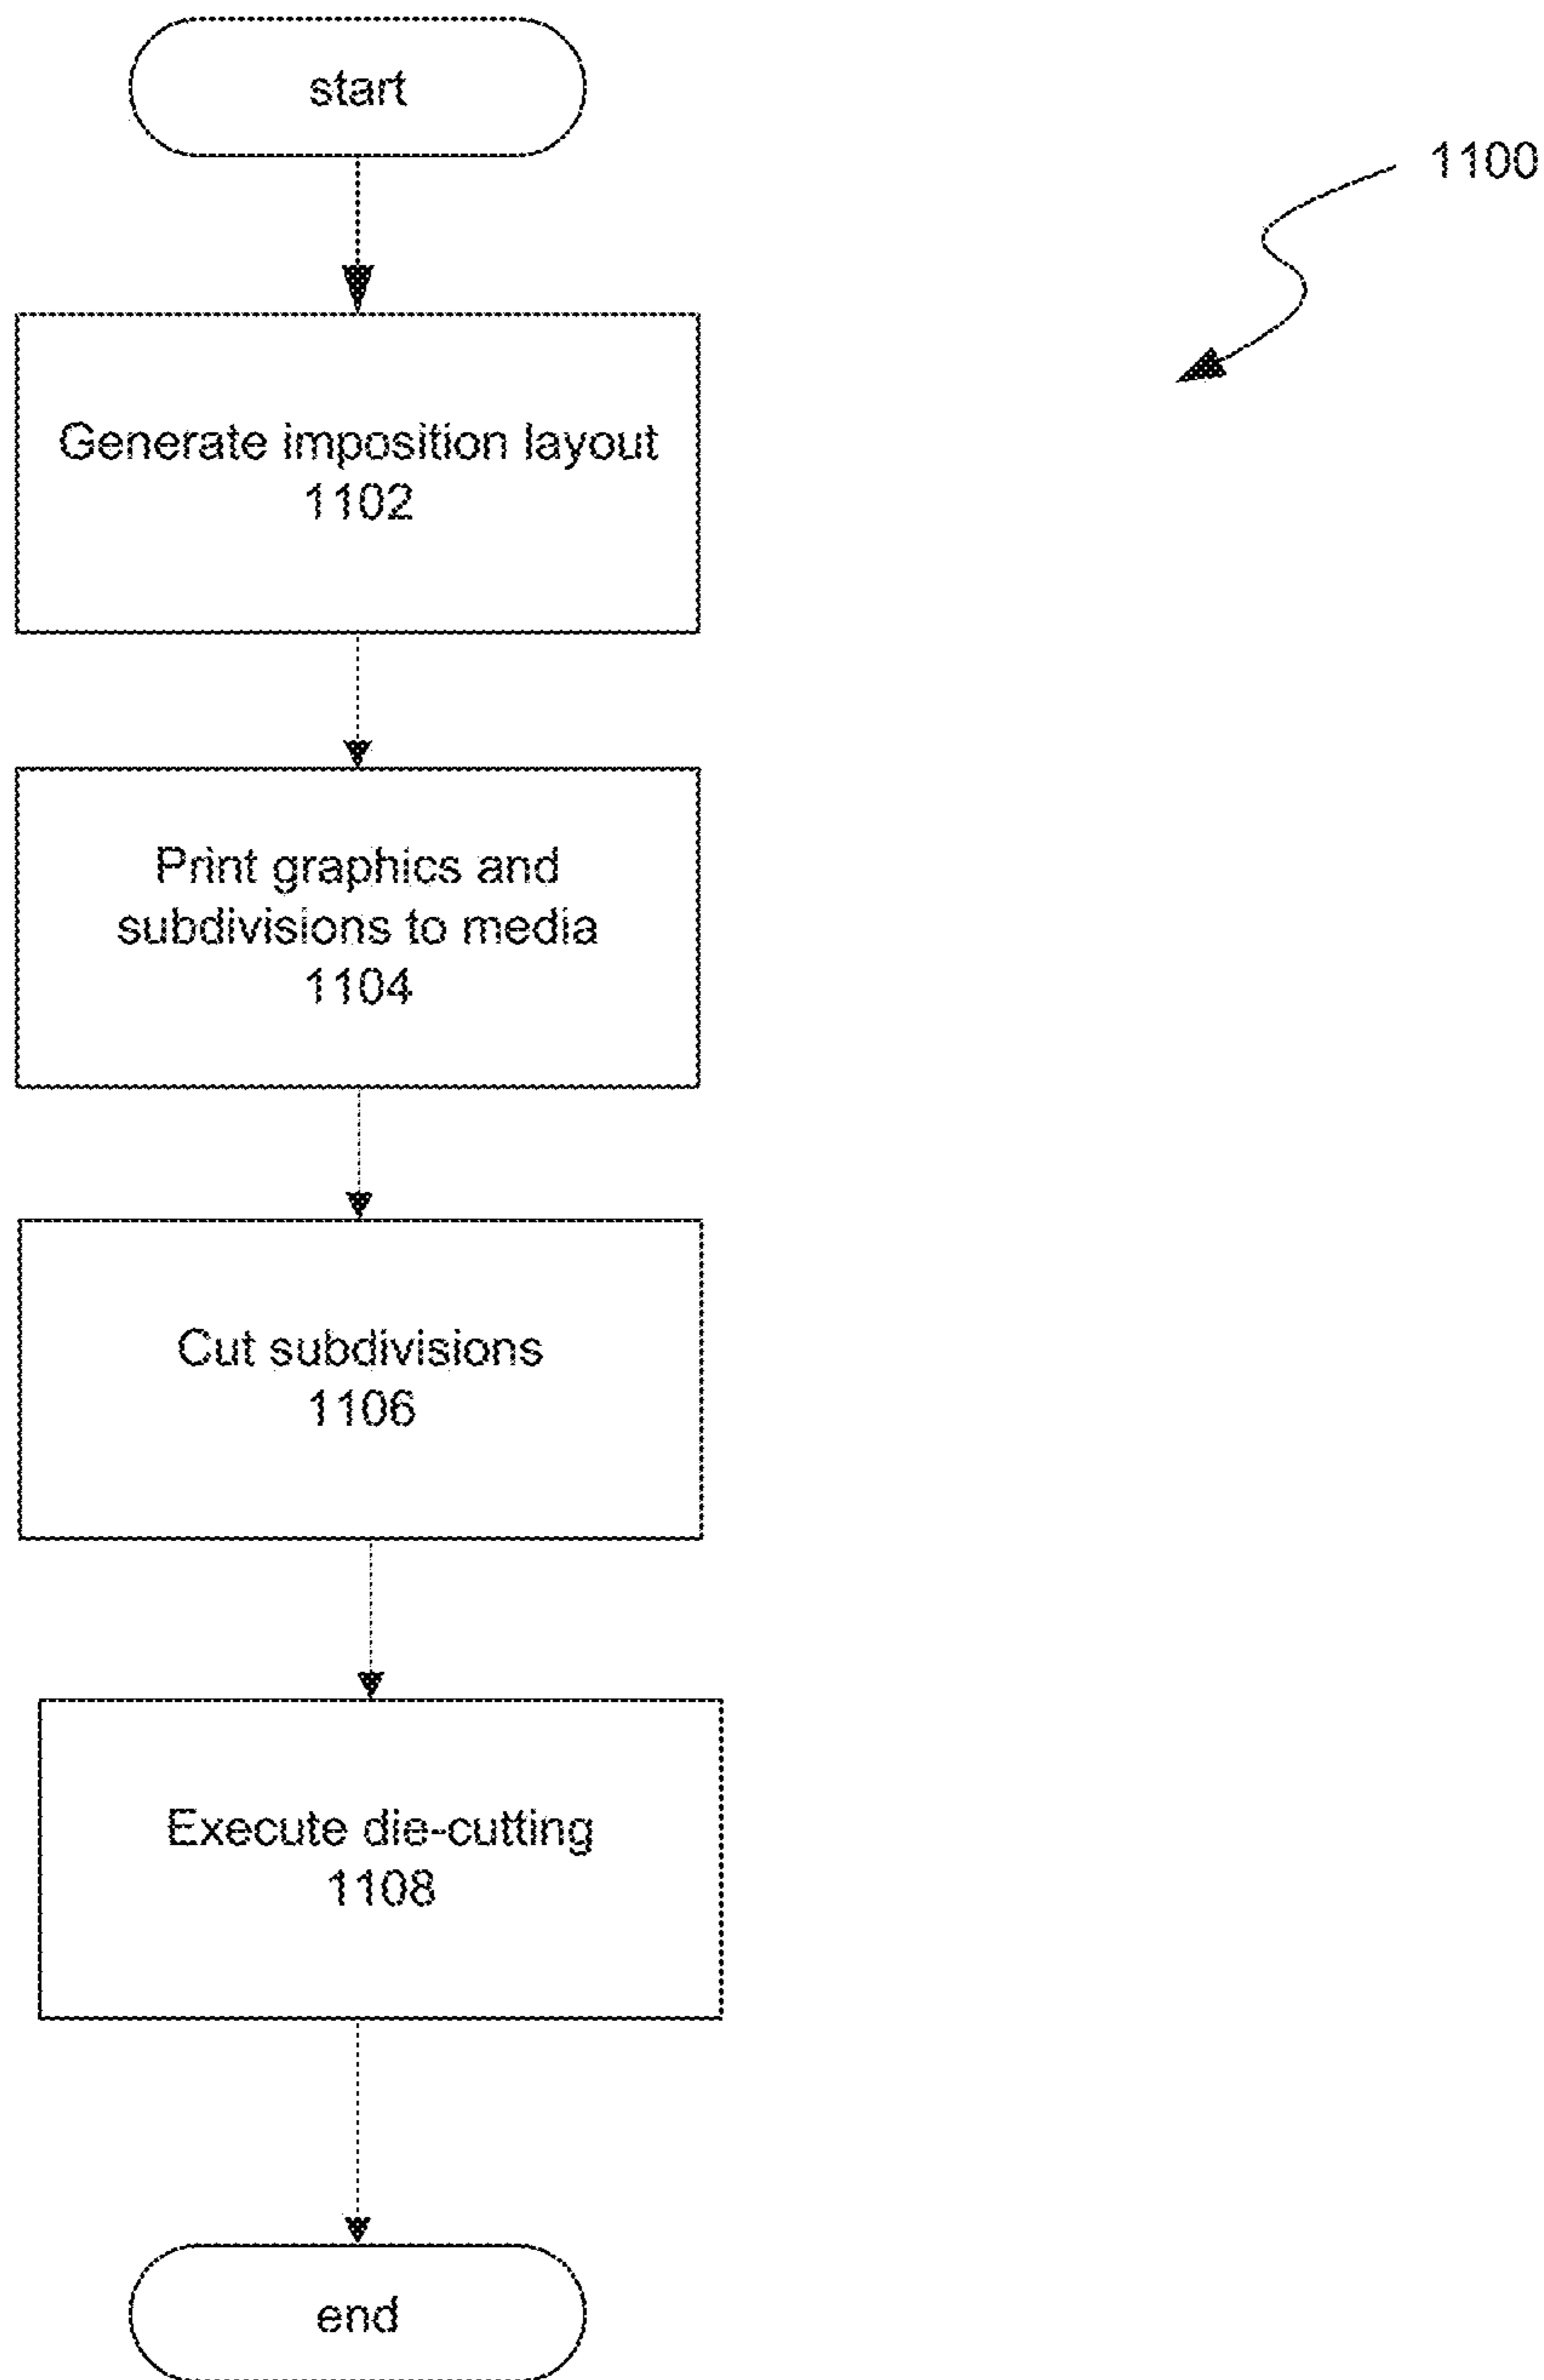 start
1100
Generate imposition layout
1102
Print graphics and
subdivisions to media
1104
Cut subdivisions
1106
Execute die-cutting
1108
end